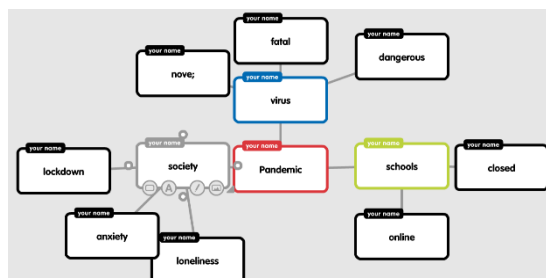 your name
fatal
your name
dangerous
your name
nove;
your name
virus
your name
lockdown
your name
society
A
your name
Pandemic
your name
schools
your name
closed
your name
anxiety
your name
loneliness
your name
online